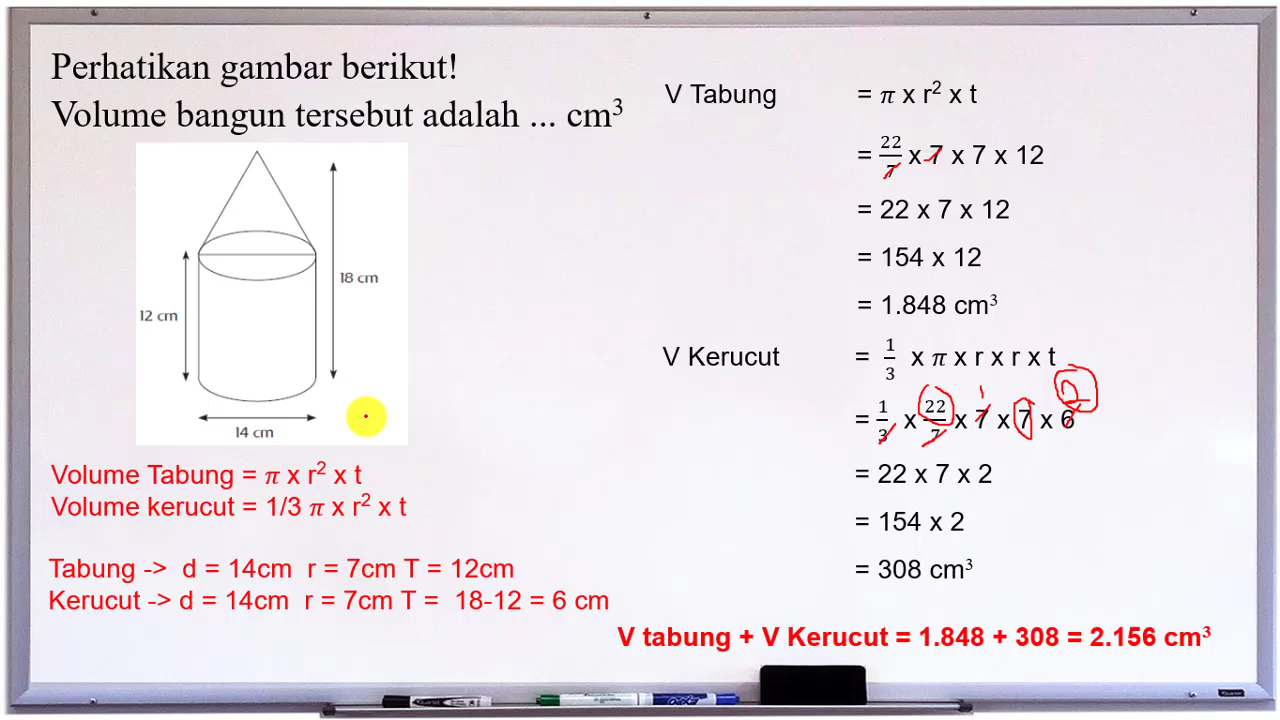 Perhatikan gambar berikut!
Volume bangun tersebut adalah ... cm³
12 cm
18 cm
14 cm
Volume Tabung = π x r² x t
Volume kerucut = 1/3 π x r² x t
Tabung -> d = 14cm r = 7cm T = 12cm
Kerucut -> d = 14cm r = 7cm T = 18-12 = 6 cm
V Tabung = π x r² x t
= 22/7 x 7 x 7 x 12
= 22 x 7 x 12
= 154 x 12
= 1.848 cm³
V Kerucut = 1/3 x π x r x r x t
1 2
= 1/3 x 22/7 x 7 x 7 x 6
= 22 x 7 x 2
= 154 x 2
= 308 cm³
V tabung + V Kerucut = 1.848 + 308 = 2.156 cm³